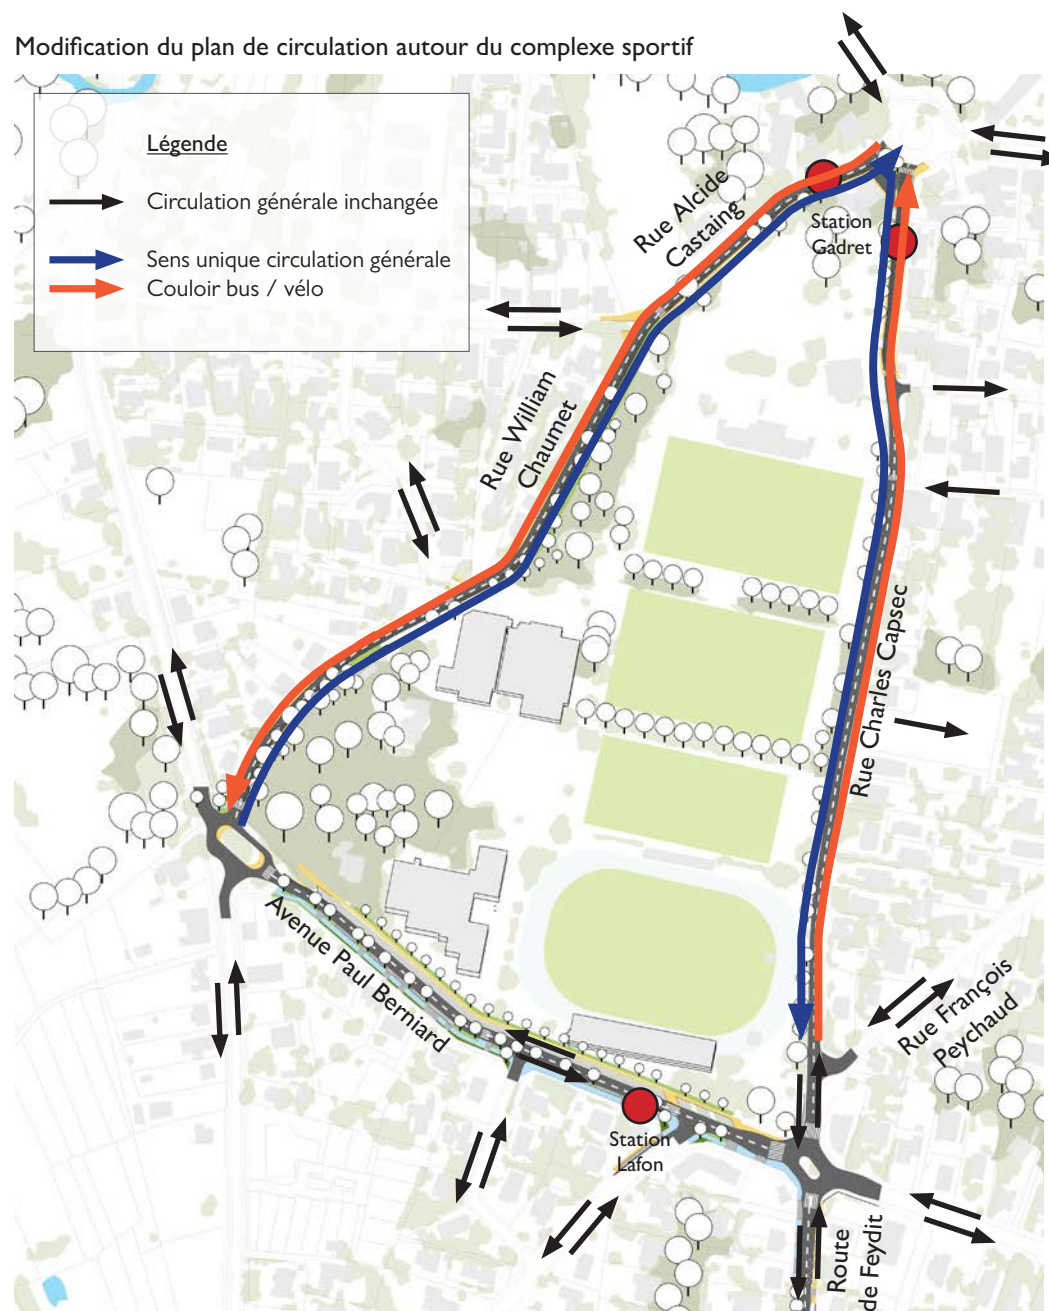 Modification du plan de circulation autour du complexe sportif
Légende
Circulation générale inchangée
Sens unique circulation générale
Couloir bus / vélo
Rue Alcide
Castaing
Station
Gadret
Rue William
Chaumet
Rue Charles Capsec
Avenue Paul Berniard
Rue François
Peychaud
Station
Lafon
Route
de Feydit